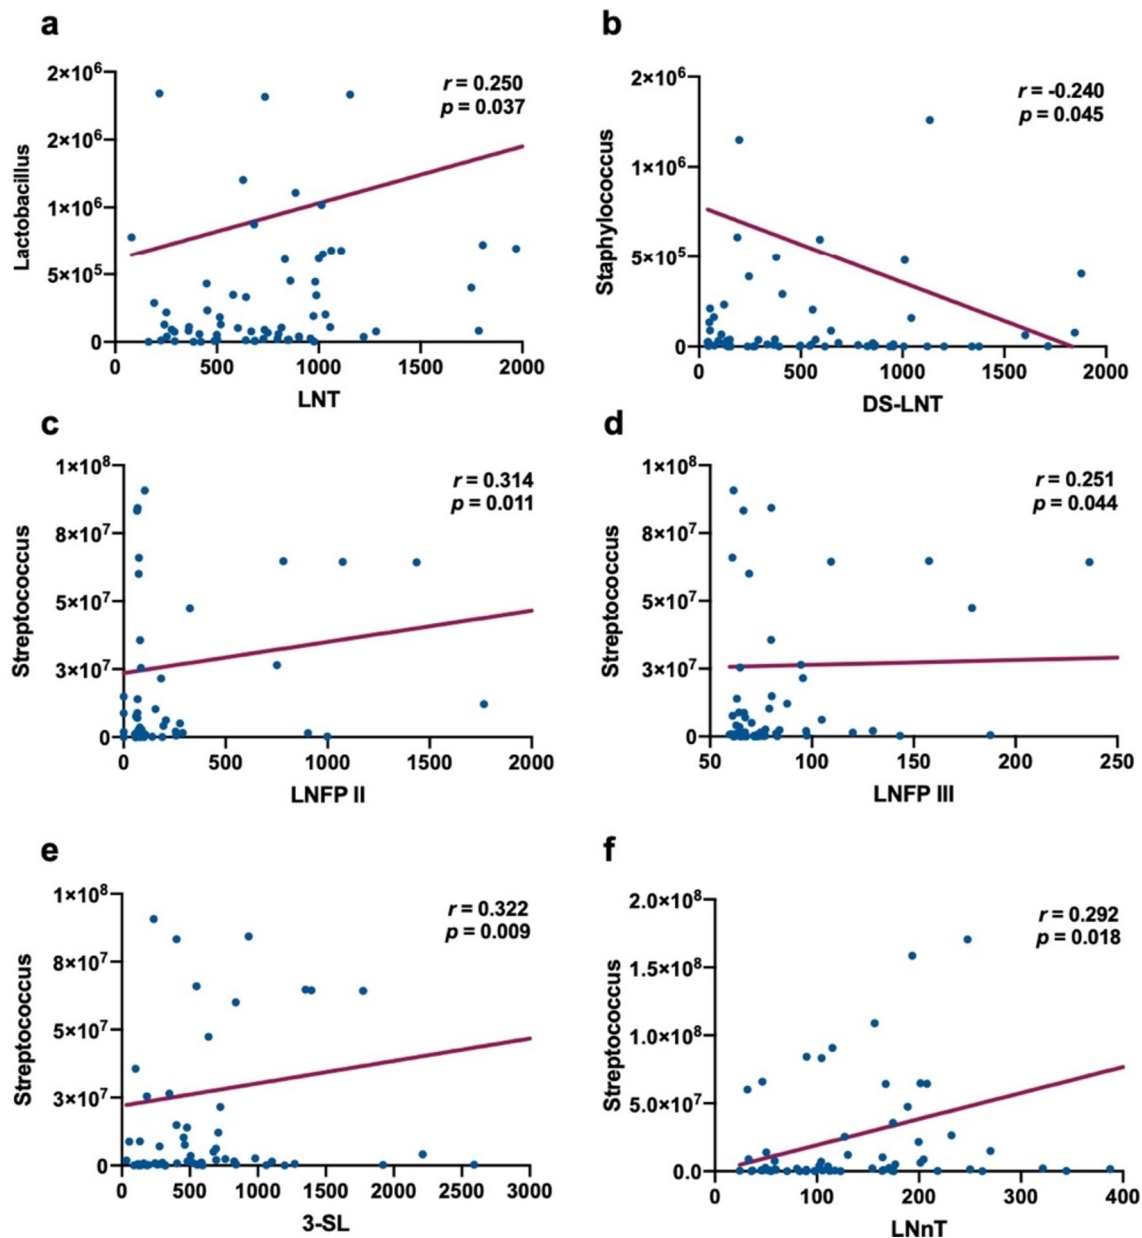 a
2×10⁶
2×10⁶
1×10⁶
5×10⁵
0
Lactobacillus
r = 0.250
p = 0.037
0 500 1000 1500 2000
LNT
b
2×10⁶
1×10⁶
5×10⁵
0
Staphylococcus
r = -0.240
p = 0.045
0 500 1000 1500 2000
DS-LNT
c
1×10⁸
8×10⁷
5×10⁷
3×10⁷
0
Streptococcus
r = 0.314
p = 0.011
0 500 1000 1500 2000
LNFP II
d
1×10⁸
8×10⁷
5×10⁷
3×10⁷
0
Streptococcus
r = 0.251
p = 0.044
50 100 150 200 250
LNFP III
e
1×10⁸
8×10⁷
5×10⁷
3×10⁷
0
Streptococcus
r = 0.322
p = 0.009
0 500 1000 1500 2000 2500 3000
3-SL
f
2.0×10⁸
1.5×10⁸
1.0×10⁸
5.0×10⁷
0.0
Streptococcus
r = 0.292
p = 0.018
0 100 200 300 400
LNnT